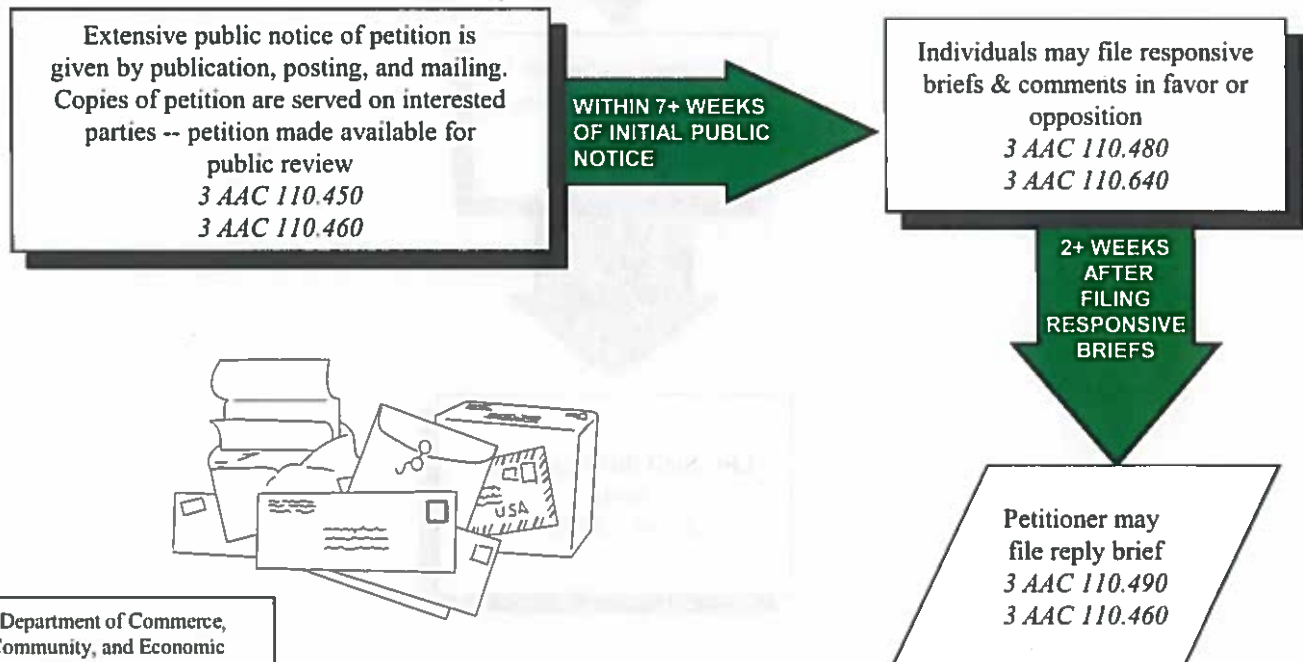 Extensive public notice of petition is
given by publication, posting, and mailing.
Copies of petition are served on interested
parties -- petition made available for
public review
3 AAC 110.450
3 AAC 110.460
WITHIN 7+ WEEKS
OF INITIAL PUBLIC
NOTICE
Individuals may file responsive
briefs & comments in favor or
opposition
3 AAC 110.480
3 AAC 110.640
2+ WEEKS
AFTER
FILING
RESPONSIVE
BRIEFS
USA
Petitioner may
file reply brief
3 AAC 110.490
3 AAC 110.460
Department of Commerce,
Community, and Economic